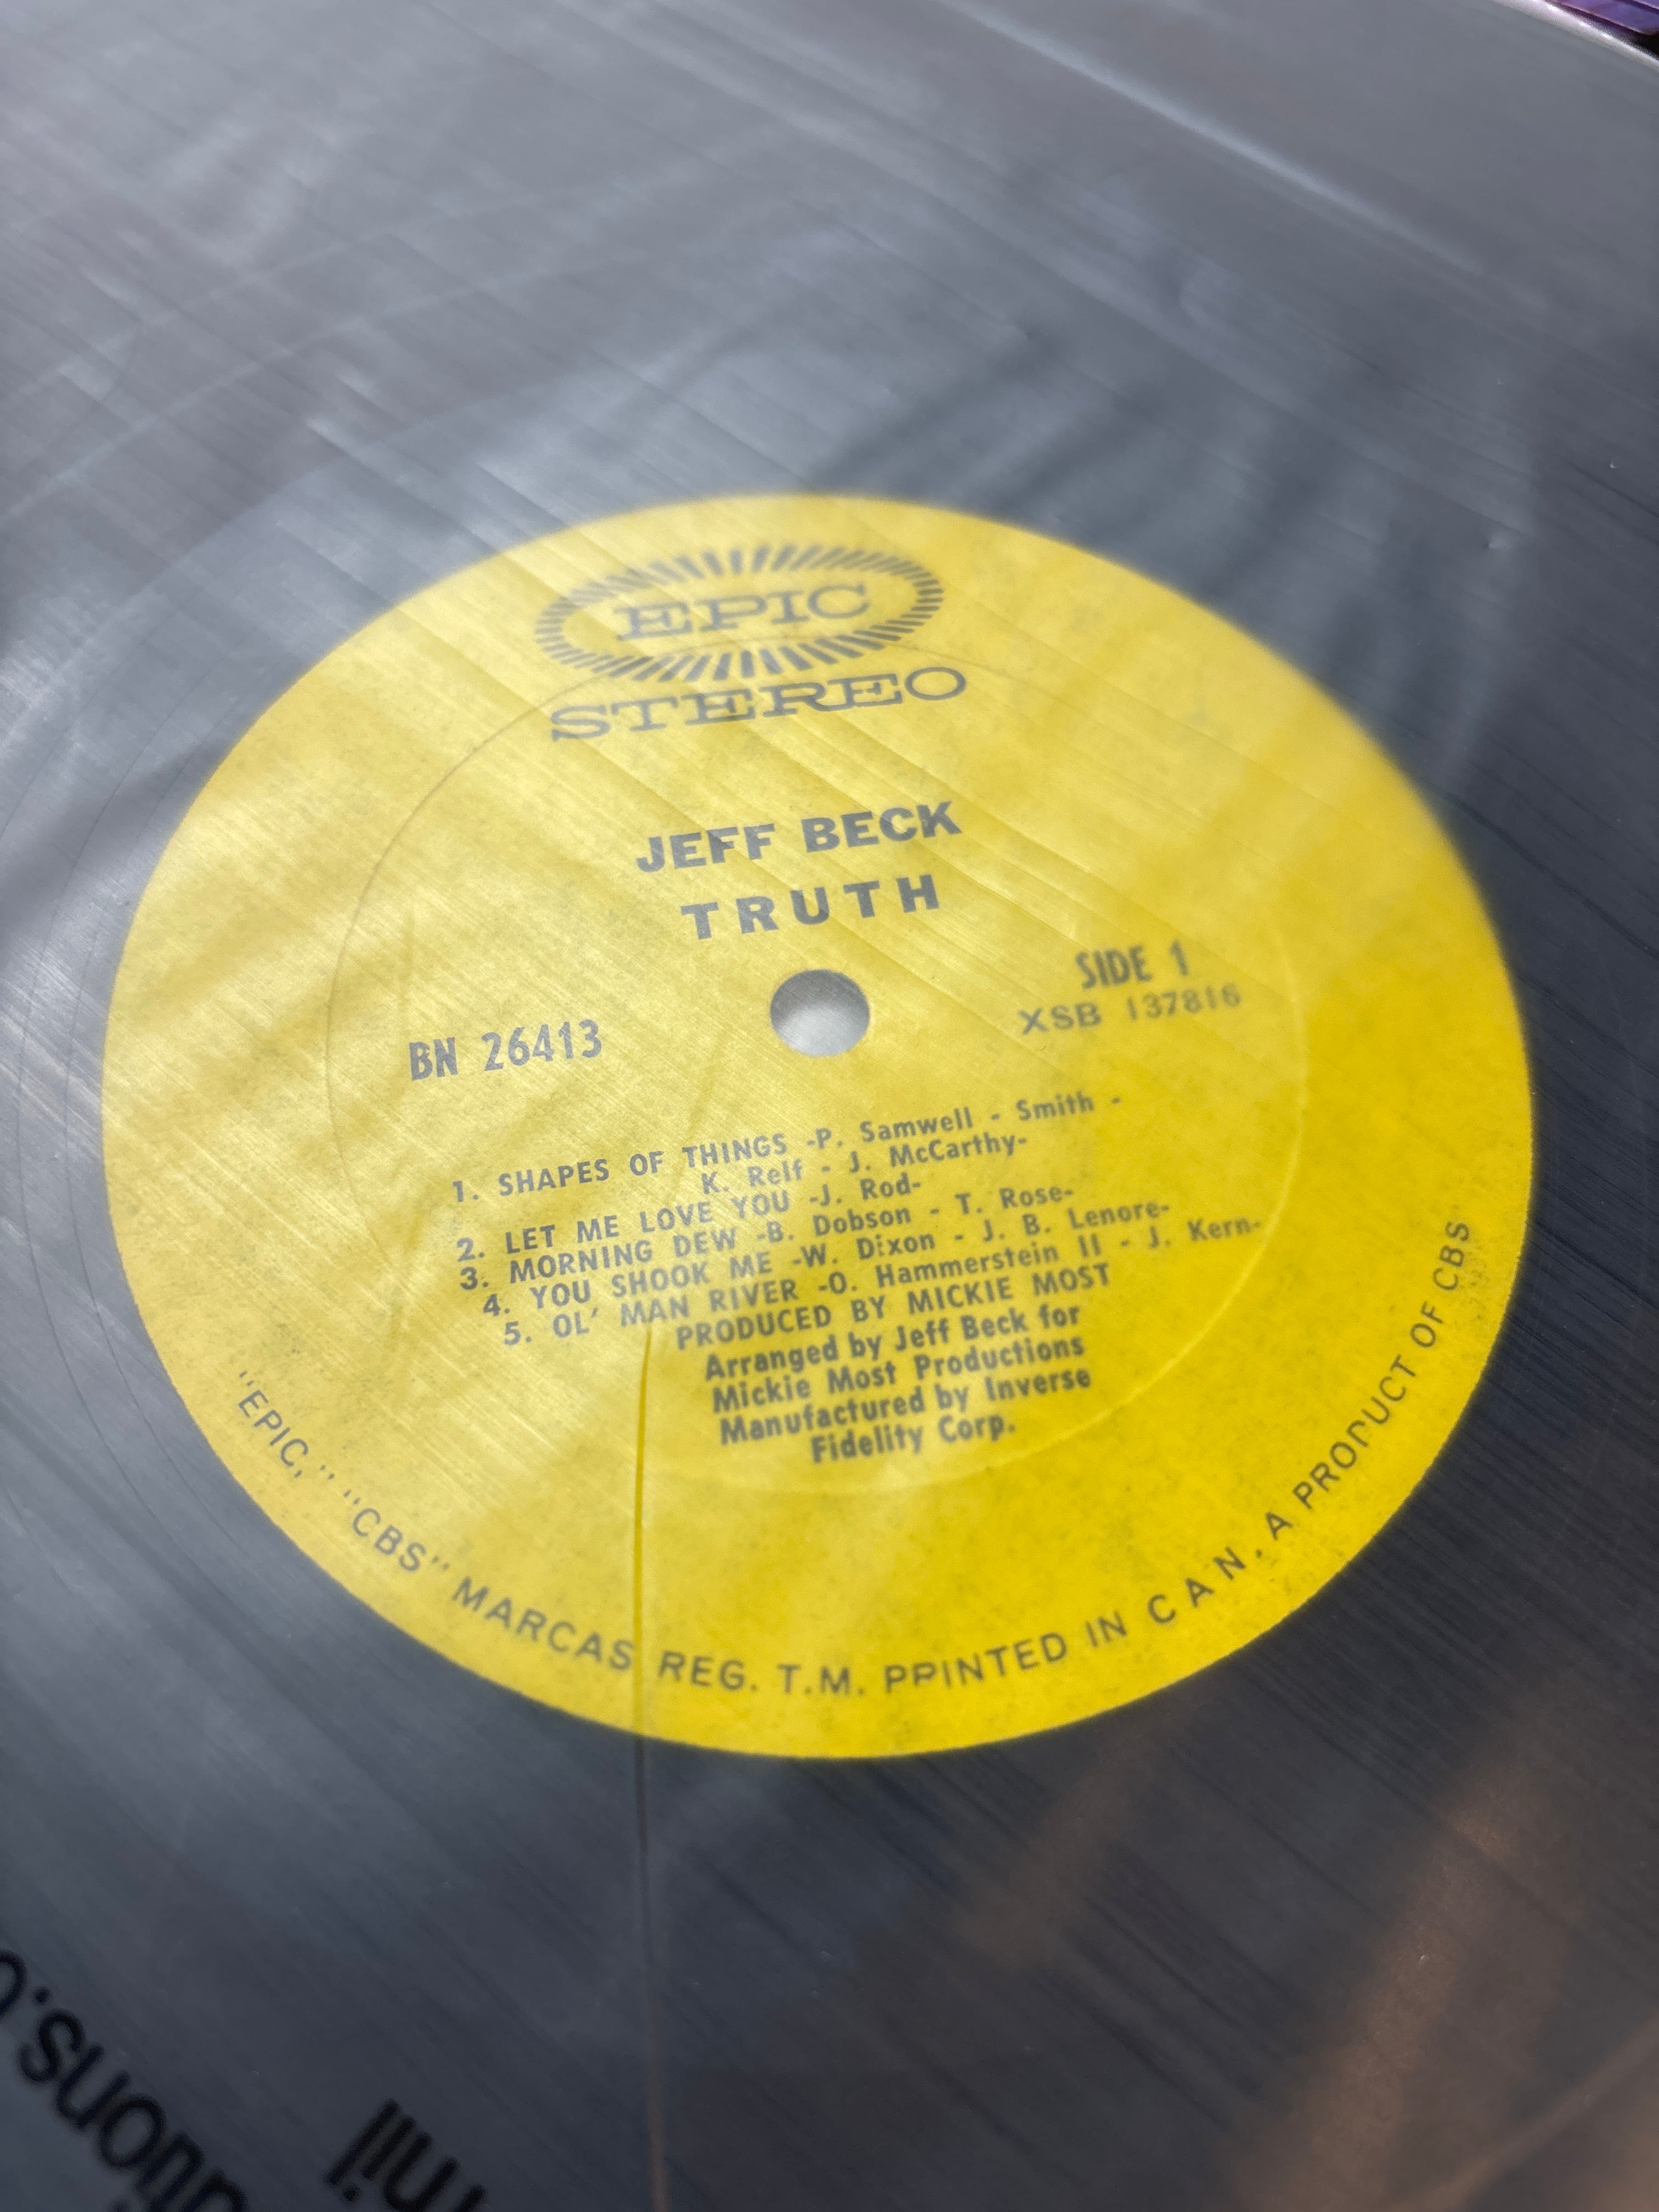 EPIC
STEREO
JEFF BECK
TRUTH
SIDE 1
XSB 137816
BN 26413
1. SHAPES OF THINGS -P. Samwell - Smith -
K. Relf - J. McCarthy-
2. LET ME LOVE YOU -J. Rod-
3. MORNING DEW -B. Dobson - T. Rose-
4. YOU SHOOK ME -W. Dixon - J. B. Lenore-
5. OL' MAN RIVER -O. Hammerstein II - J. Kern-
PRODUCED BY MICKIE MOST
Arranged by Jeff Beck for
Mickie Most Productions
Manufactured by Inverse
Fidelity Corp.
"EPIC," "CBS" MARCAS REG. T.M. PRINTED IN CAN. A PRODUCT OF CBS